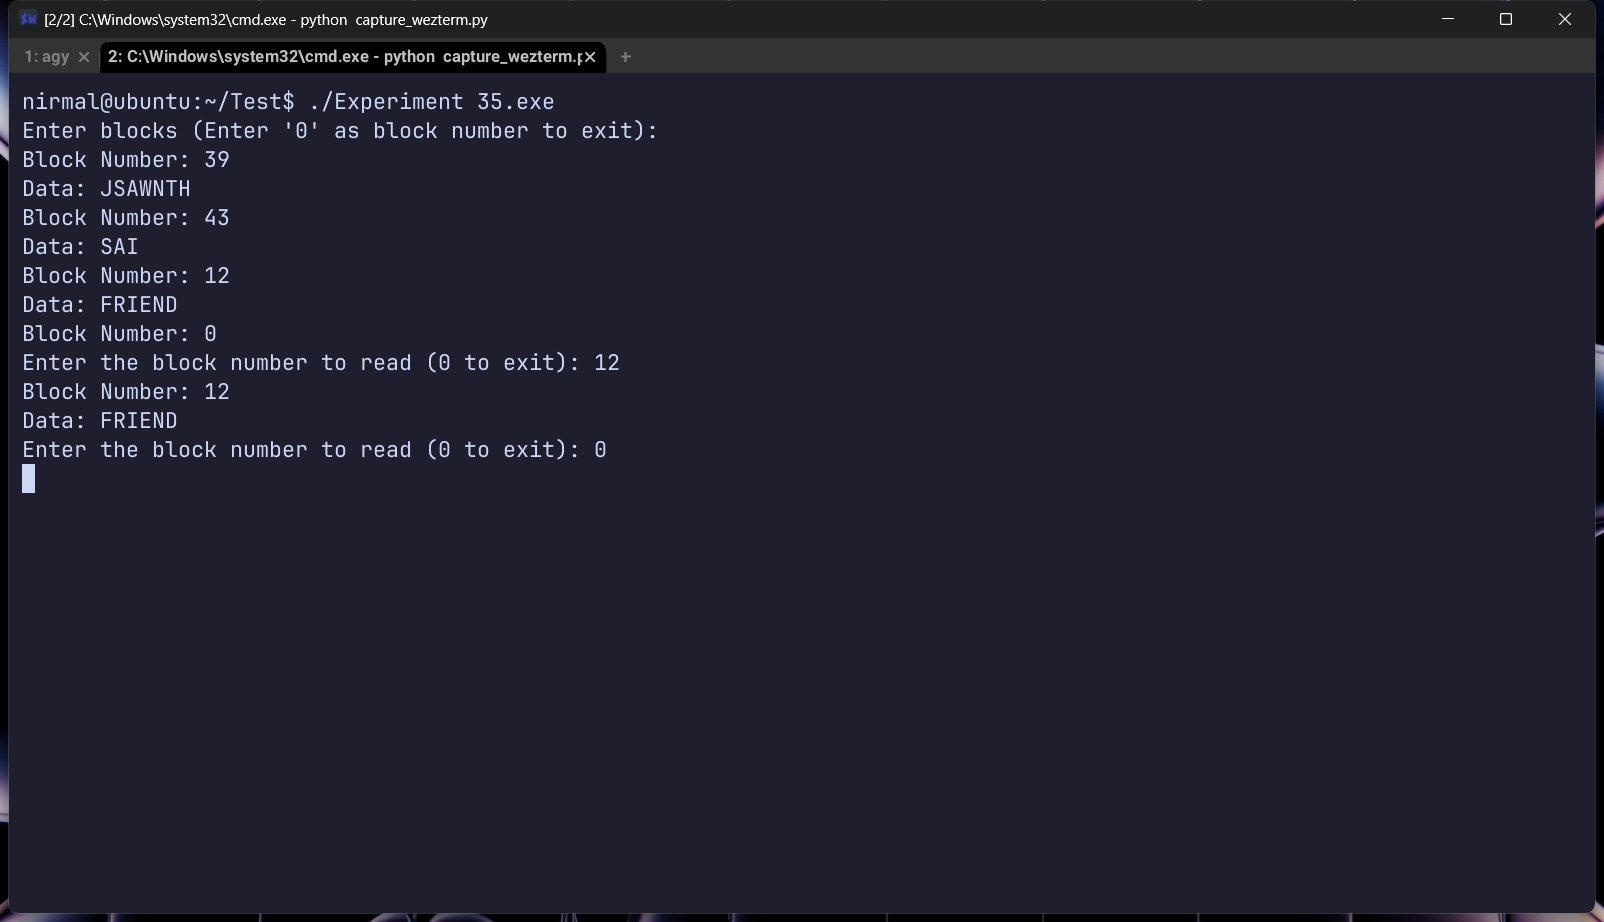 [2/2] C:\Windows\system32\cmd.exe - python  capture_wezterm.py
1: agy
2: C:\Windows\system32\cmd.exe - python  capture_wezterm.p
nirmal@ubuntu:~/Test$ ./Experiment 35.exe
Enter blocks (Enter '0' as block number to exit):
Block Number: 39
Data: JSAWNTH
Block Number: 43
Data: SAI
Block Number: 12
Data: FRIEND
Block Number: 0
Enter the block number to read (0 to exit): 12
Block Number: 12
Data: FRIEND
Enter the block number to read (0 to exit): 0